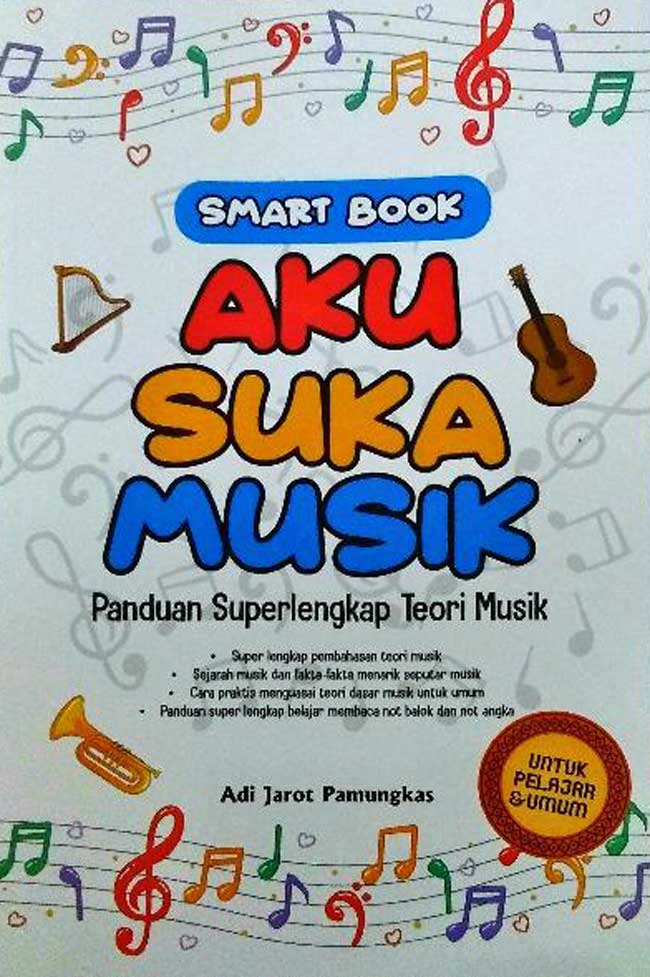 SMART BOOK
AKU
SUKA
MUSIK
Panduan Superlengkap Teori Musik
• Super lengkap pembahasan teori musik
• Sejarah musik dan fakta-fakta menarik seputar musik
• Cara praktis menguasai teori dasar musik untuk umum
• Panduan super lengkap belajar membaca not balok dan not angka
UNTUK
PELAJAR
&UMUM
Adi Jarot Pamungkas